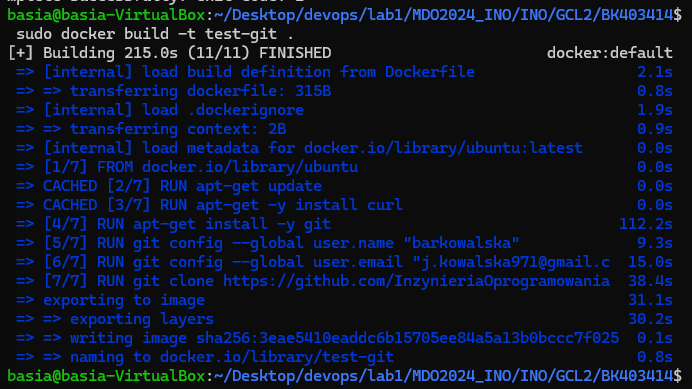 basia@basia-VirtualBox:~/Desktop/devops/lab1/MDO2024_INO/INO/GCL2/BK403414$
sudo docker build -t test-git .
[+] Building 215.0s (11/11) FINISHED docker:default
=> [internal] load build definition from Dockerfile 2.1s
=> => transferring dockerfile: 315B 0.8s
=> [internal] load .dockerignore 1.9s
=> => transferring context: 2B 0.9s
=> [internal] load metadata for docker.io/library/ubuntu:latest 0.0s
=> [1/7] FROM docker.io/library/ubuntu 0.0s
=> CACHED [2/7] RUN apt-get update 0.0s
=> CACHED [3/7] RUN apt-get -y install curl 0.0s
=> [4/7] RUN apt-get install -y git 112.2s
=> [5/7] RUN git config --global user.name "barkowalska" 9.3s
=> [6/7] RUN git config --global user.email "j.kowalska971@gmail.c 15.0s
=> [7/7] RUN git clone https://github.com/InzynieriaOprogramowania 38.4s
=> exporting to image 31.1s
=> => exporting layers 30.2s
=> => writing image sha256:3eae5410eaddc6b15705ee84a5a13b0bccc7f025 0.1s
=> => naming to docker.io/library/test-git 0.8s
basia@basia-VirtualBox:~/Desktop/devops/lab1/MDO2024_INO/INO/GCL2/BK403414$